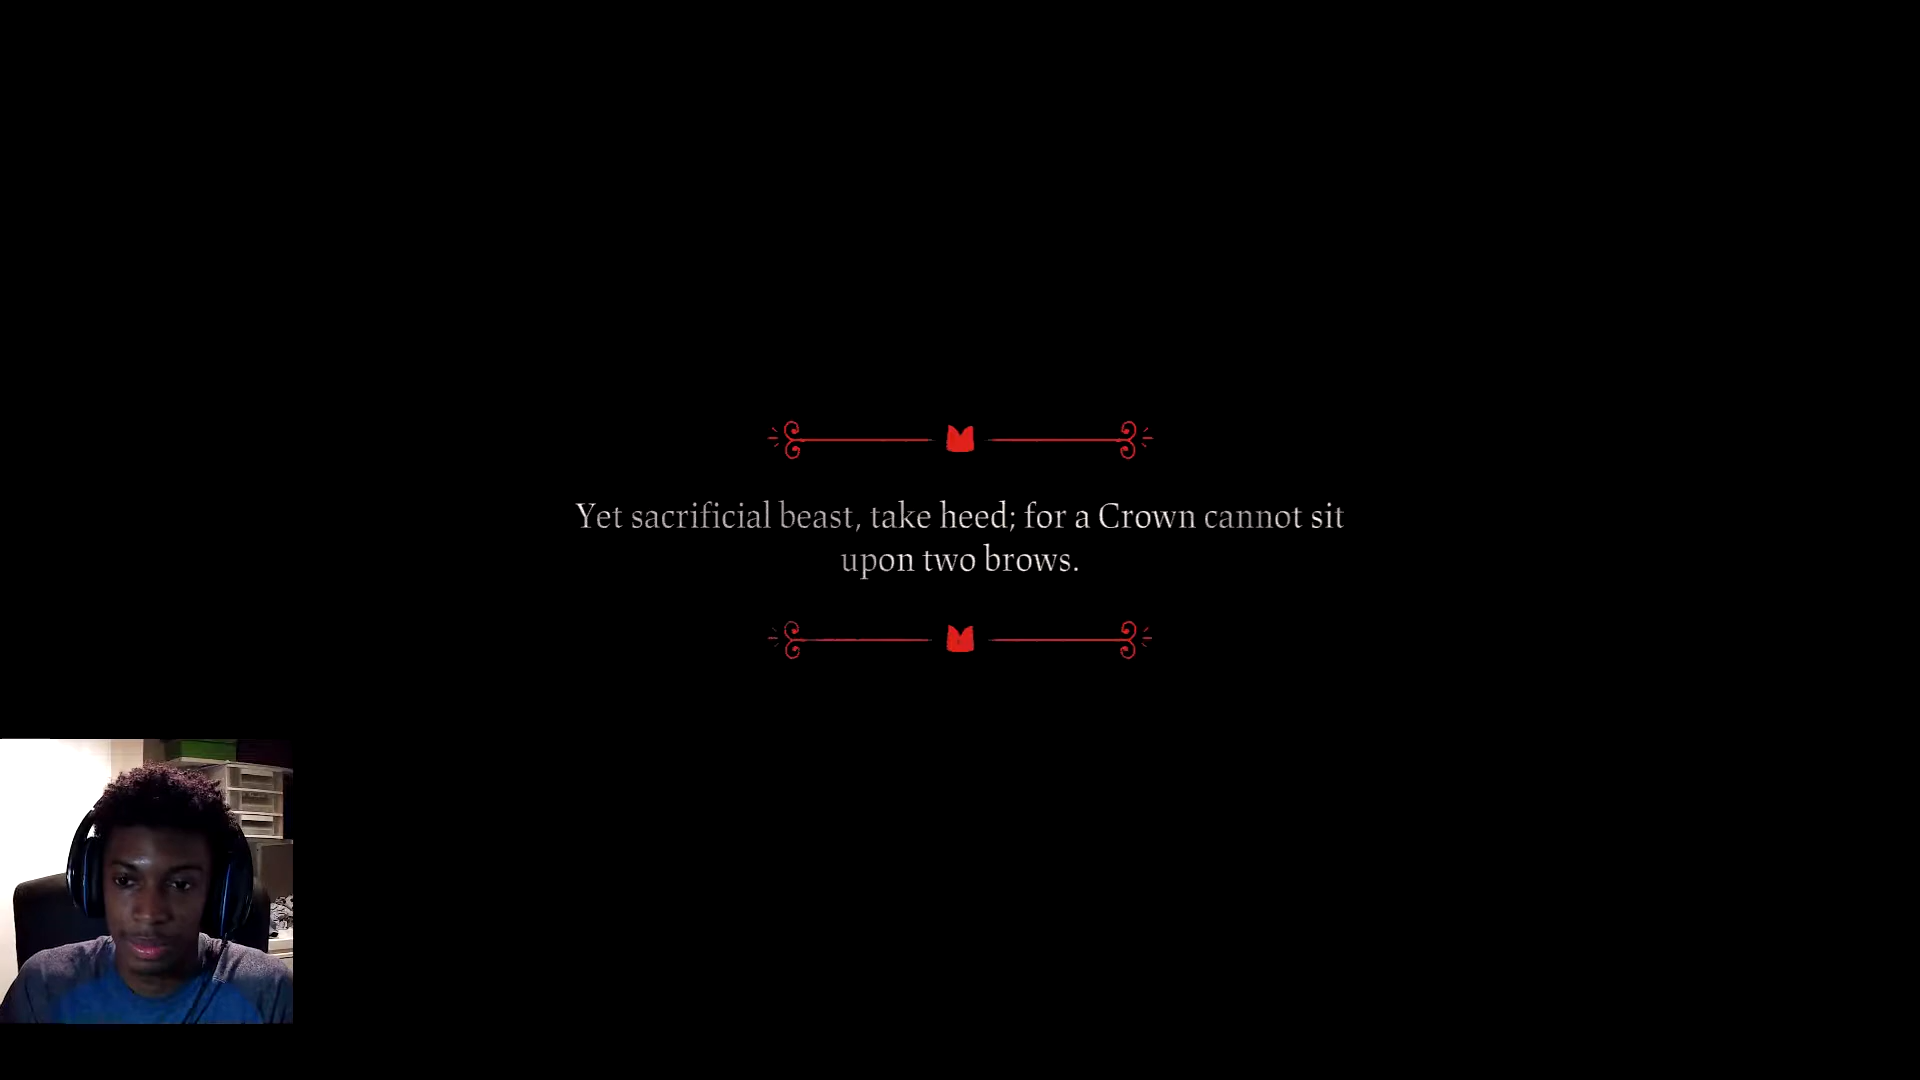 Yet sacrificial beast, take heed; for a Crown cannot sit
upon two brows.